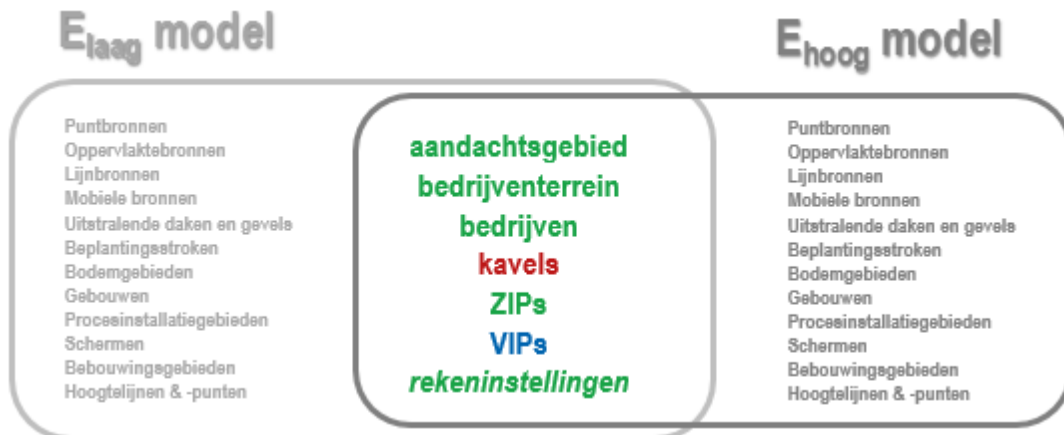 E_laag model
E_hoog model
Puntbronnen
Oppervlaktebronnen
Lijnbronnen
Mobiele bronnen
Uitstralende daken en gevels
Beplantingsstroken
Bodemgebieden
Gebouwen
Procesinstallatiegebieden
Schermen
Bebouwingsgebieden
Hoogtelijnen & -punten
aandachtsgebied
bedrijventerrein
bedrijven
kavels
ZIPs
VIPs
rekeninstellingen
Puntbronnen
Oppervlaktebronnen
Lijnbronnen
Mobiele bronnen
Uitstralende daken en gevels
Beplantingsstroken
Bodemgebieden
Gebouwen
Procesinstallatiegebieden
Schermen
Bebouwingsgebieden
Hoogtelijnen & -punten